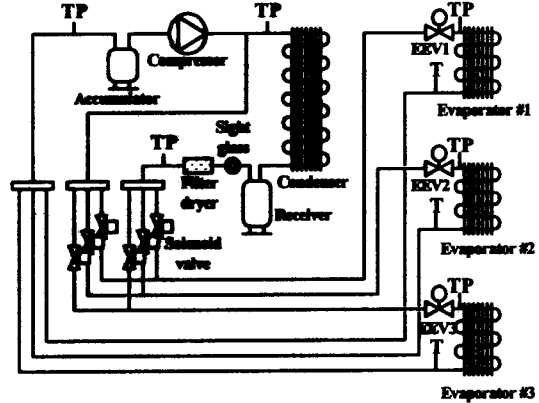 TP
TP
TP
Compressor
EEV1
T
Accumulator
Evaporator #1
Sight
glass
TP
TP
Filter
dryer
Condenser
EEV2
T
Receiver
Solenoid
valve
Evaporator #2
TP
EEV3
T
Evaporator #3